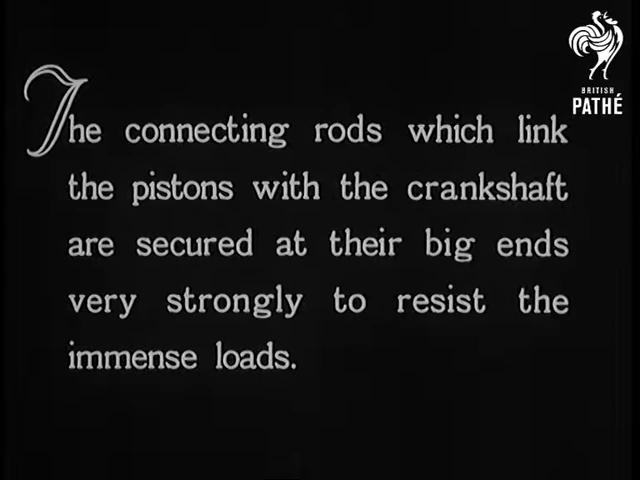 BRITISH
PATHÉ
The connecting rods which link
the pistons with the crankshaft
are secured at their big ends
very strongly to resist the
immense loads.